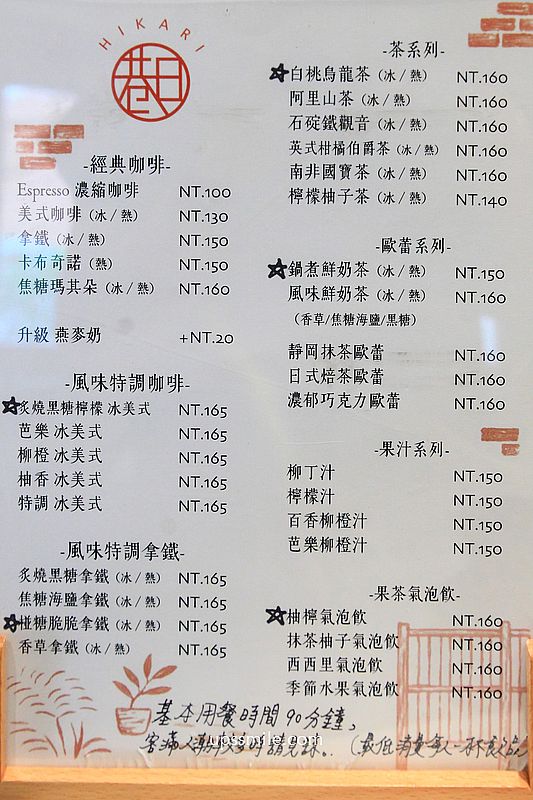 HIKARI
巷日
-經典咖啡-
Espresso 濃縮咖啡 NT.100
美式咖啡 (冰 / 熱) NT.130
拿鐵 (冰 / 熱) NT.150
卡布奇諾 (熱) NT.150
焦糖瑪其朵 (冰 / 熱) NT.160
升級 燕麥奶 +NT.20
-風味特調咖啡-
炙燒黑糖檸檬 冰美式 NT.165
芭樂 冰美式 NT.165
柳橙 冰美式 NT.165
柚香 冰美式 NT.165
特調 冰美式 NT.165
-風味特調拿鐵-
炙燒黑糖拿鐵 (冰 / 熱) NT.165
焦糖海鹽拿鐵 (冰 / 熱) NT.165
椪糖脆脆拿鐵 (冰 / 熱) NT.165
香草拿鐵 (冰 / 熱) NT.165
-茶系列-
白桃烏龍茶 (冰 / 熱) NT.160
阿里山茶 (冰 / 熱) NT.160
石碇鐵觀音 (冰 / 熱) NT.160
英式柑橘伯爵茶 (冰 / 熱) NT.160
南非國寶茶 (冰 / 熱) NT.160
檸檬柚子茶 (冰 / 熱) NT.140
-歐蕾系列-
鍋煮鮮奶茶 (冰 / 熱) NT.150
風味鮮奶茶 (冰 / 熱) NT.160
(香草/焦糖海鹽/黑糖)
靜岡抹茶歐蕾 NT.160
日式焙茶歐蕾 NT.160
濃郁巧克力歐蕾 NT.160
-果汁系列-
柳丁汁 NT.150
檸檬汁 NT.150
百香柳橙汁 NT.150
芭樂柳橙汁 NT.150
-果茶氣泡飲-
柚檸氣泡飲 NT.160
抹茶柚子氣泡飲 NT.160
西西里氣泡飲 NT.160
季節水果氣泡飲 NT.160
基本用餐時間90分鐘。
客滿 (最低消費每人一杯飲品
upssmile.com